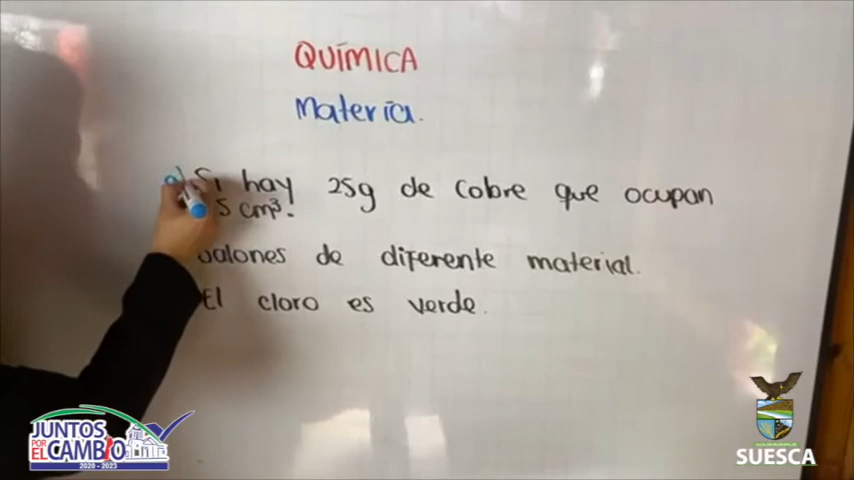 QUÍMICA
Materia.
a) Si hay 25g de cobre que ocupan
5 cm³.
valones de diferente material.
El cloro es verde.
JUNTOS
POR
EL CAMBIO
2020 - 2023
SUESCA